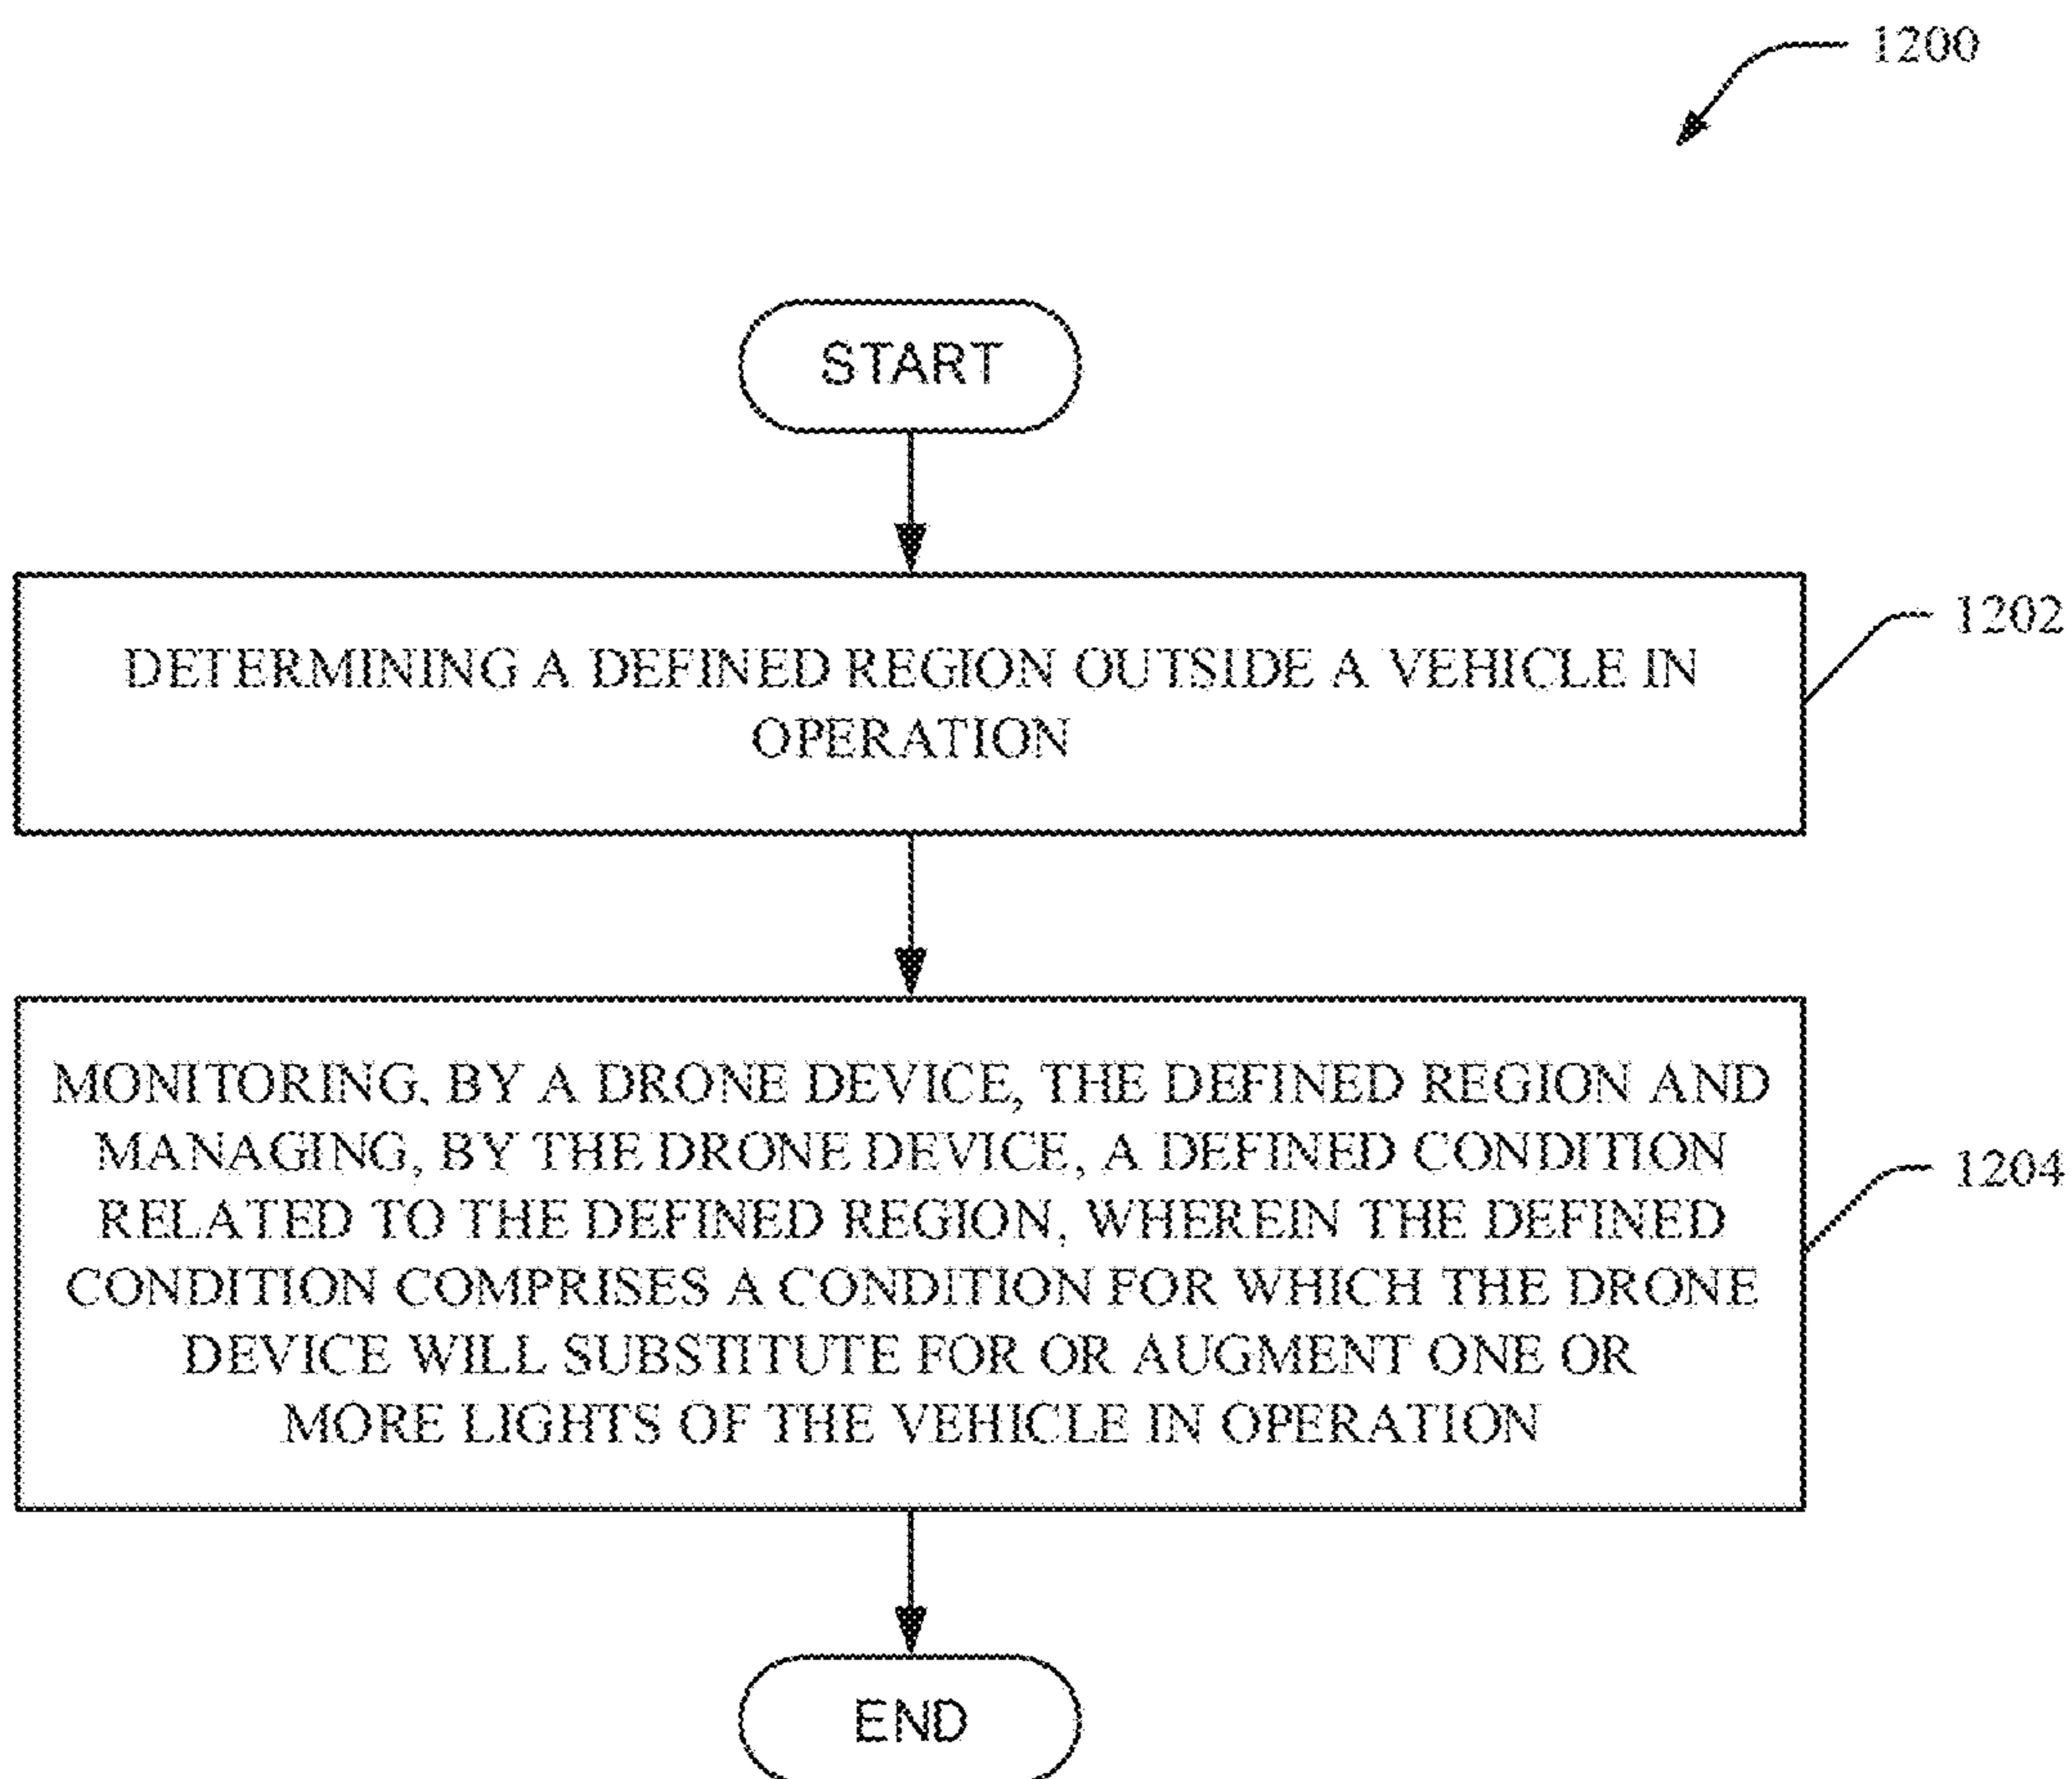 1200
START
DETERMINING A DEFINED REGION OUTSIDE A VEHICLE IN
OPERATION
1202
MONITORING, BY A DRONE DEVICE, THE DEFINED REGION AND
MANAGING, BY THE DRONE DEVICE, A DEFINED CONDITION
RELATED TO THE DEFINED REGION, WHEREIN THE DEFINED
CONDITION COMPRISES A CONDITION FOR WHICH THE DRONE
DEVICE WILL SUBSTITUTE FOR OR AUGMENT ONE OR
MORE LIGHTS OF THE VEHICLE IN OPERATION
1204
END